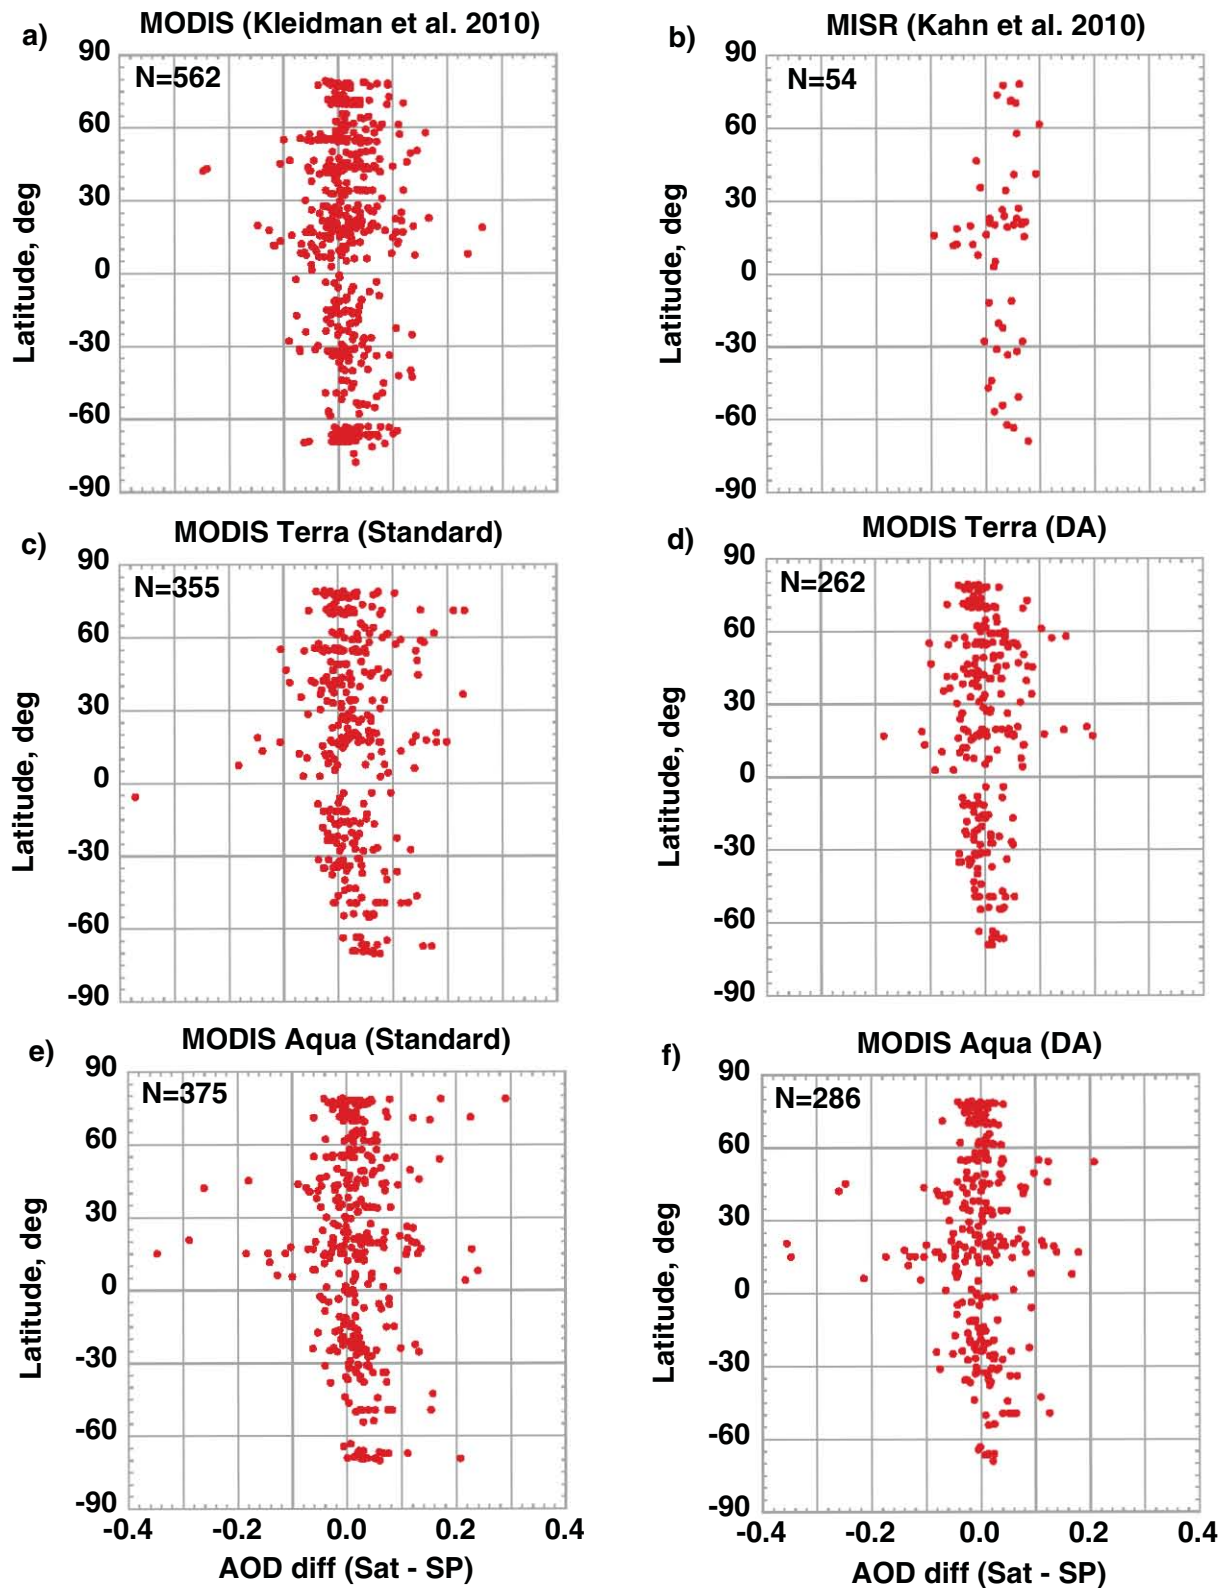 a)
MODIS (Kleidman et al. 2010)
N=562
90
60
30
0
-30
-60
-90
Latitude, deg
b)
MISR (Kahn et al. 2010)
N=54
90
60
30
0
-30
-60
-90
Latitude, deg
c)
MODIS Terra (Standard)
N=355
90
60
30
0
-30
-60
-90
Latitude, deg
d)
MODIS Terra (DA)
N=262
90
60
30
0
-30
-60
-90
Latitude, deg
e)
MODIS Aqua (Standard)
N=375
90
60
30
0
-30
-60
-90
Latitude, deg
-0.4 -0.2 0.0 0.2 0.4
AOD diff (Sat - SP)
f)
MODIS Aqua (DA)
N=286
90
60
30
0
-30
-60
-90
Latitude, deg
-0.4 -0.2 0.0 0.2 0.4
AOD diff (Sat - SP)